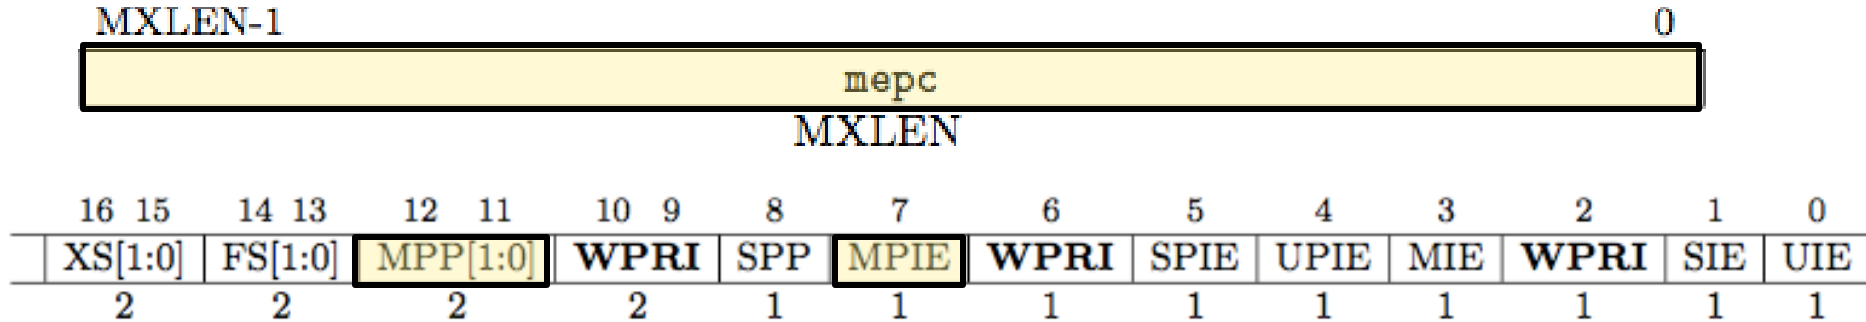 MXLEN-1 0
mepc
MXLEN
16 15 14 13 12 11 10 9 8 7 6 5 4 3 2 1 0
XS[1:0] FS[1:0] MPP[1:0] WPRI SPP MPIE WPRI SPIE UPIE MIE WPRI SIE UIE
2 2 2 2 1 1 1 1 1 1 1 1 1